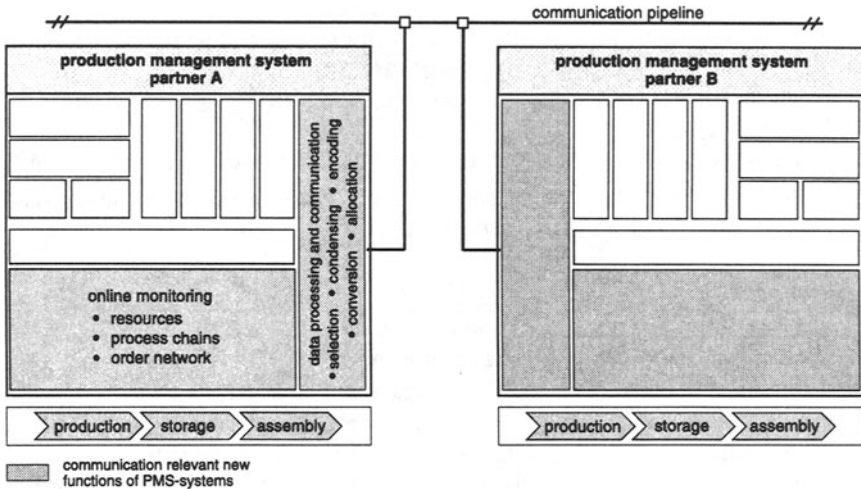 communication pipeline
production management system
partner A
data processing and communication
• selection • condensing • encoding
• conversion • allocation
online monitoring
• resources
• process chains
• order network
production
storage
assembly
production management system
partner B
production
storage
assembly
communication relevant new
functions of PMS-systems